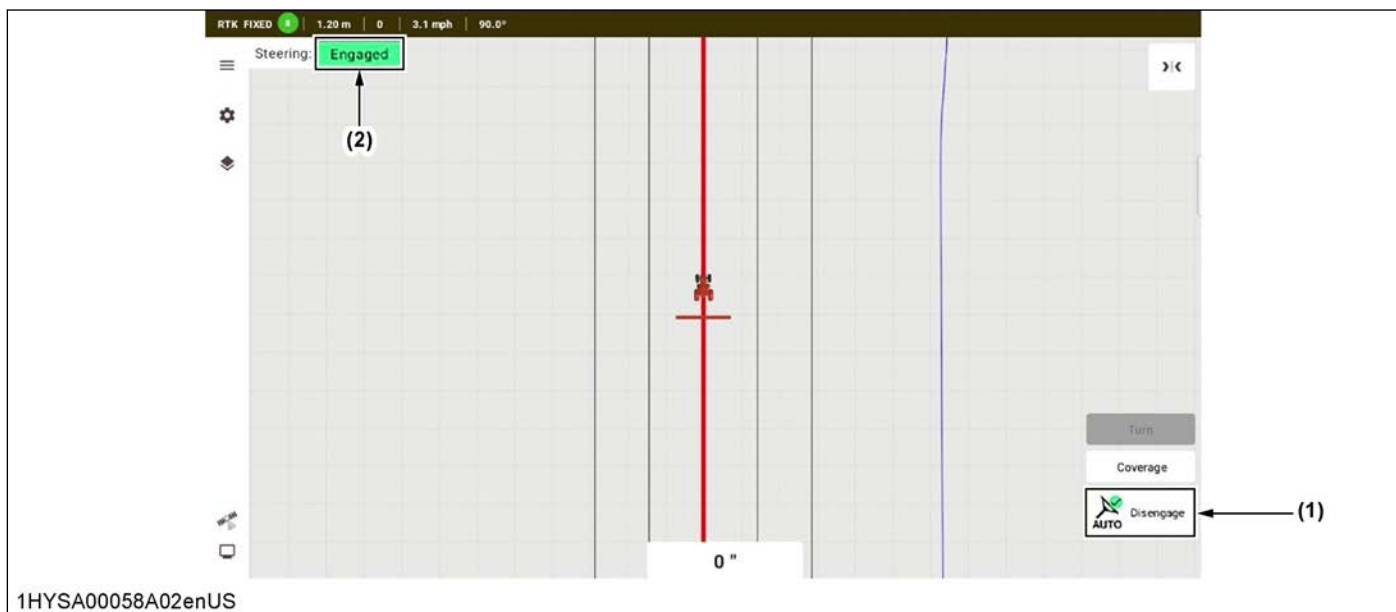 RTK FIXED R 1.20 m 0 3.1 mph 90.0°
Steering: Engaged
(2)
Turn
Coverage
AUTO Disengage
(1)
0 "
1HYSA00058A02enUS